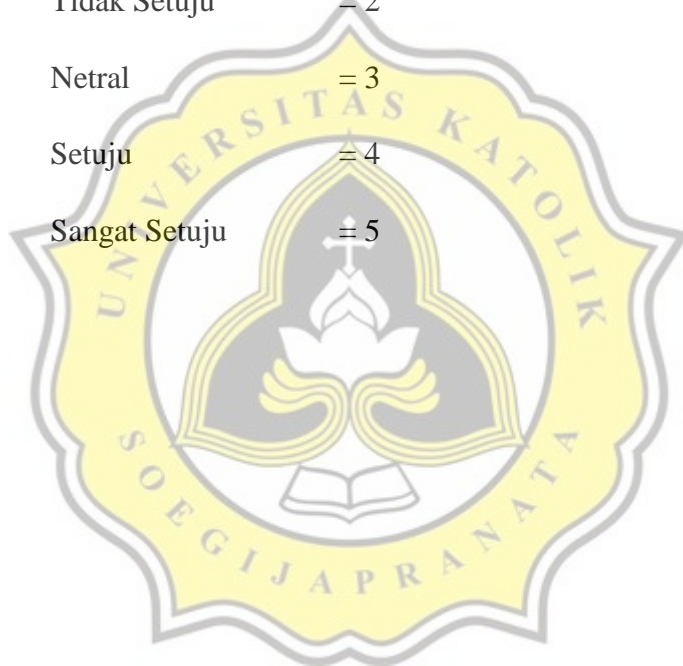 Tidak Setuju = 2
Netral = 3
Setuju = 4
Sangat Setuju = 5
UNIVERSITAS KATOLIK
SOEGIJAPRANATA